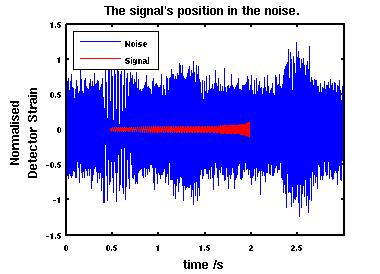 The signal's position in the noise.
1.5
1
0.5
0
-0.5
-1
-1.5
Normalised
Detector Strain
Noise
Signal
0 0.5 1 1.5 2 2.5
time /s